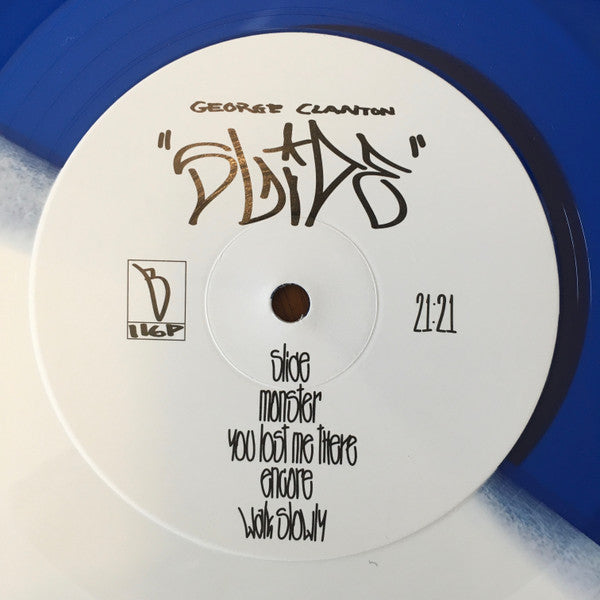 GEORGE CLANTON
"SLiDE"
B
116P
21:21
slide
monster
you lost me there
encore
walk slowly